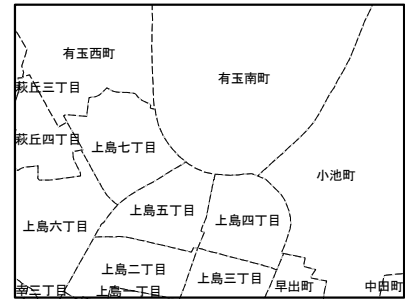 有玉西町
有玉南町
萩丘三丁目
萩丘四丁目
上島七丁目
小池町
上島五丁目
上島四丁目
上島六丁目
上島二丁目
上島三丁目
早出町
中田町
上島一丁目